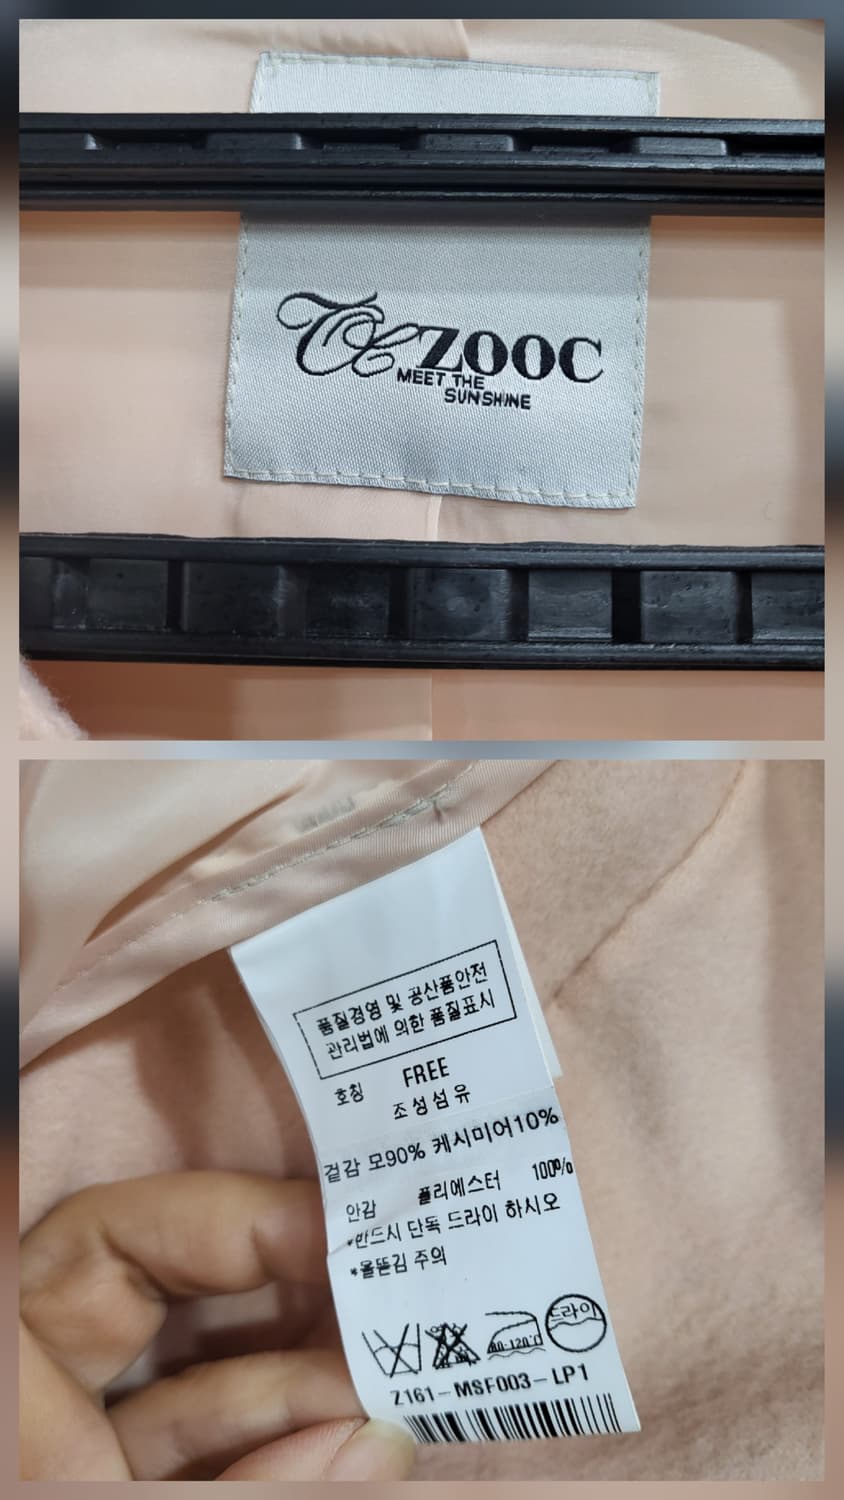 ZOOC
MEET THE
SUNSHINE
품질경영 및 공산품안전
관리법에 의한 품질표시
호칭 FREE
조성섬유
겉감 모90% 케시미어10%
안감 폴리에스터 100%
*반드시 단독 드라이 하시오
*올뜯김 주의
80-120℃
드라이
Z161-MSF003-LP1